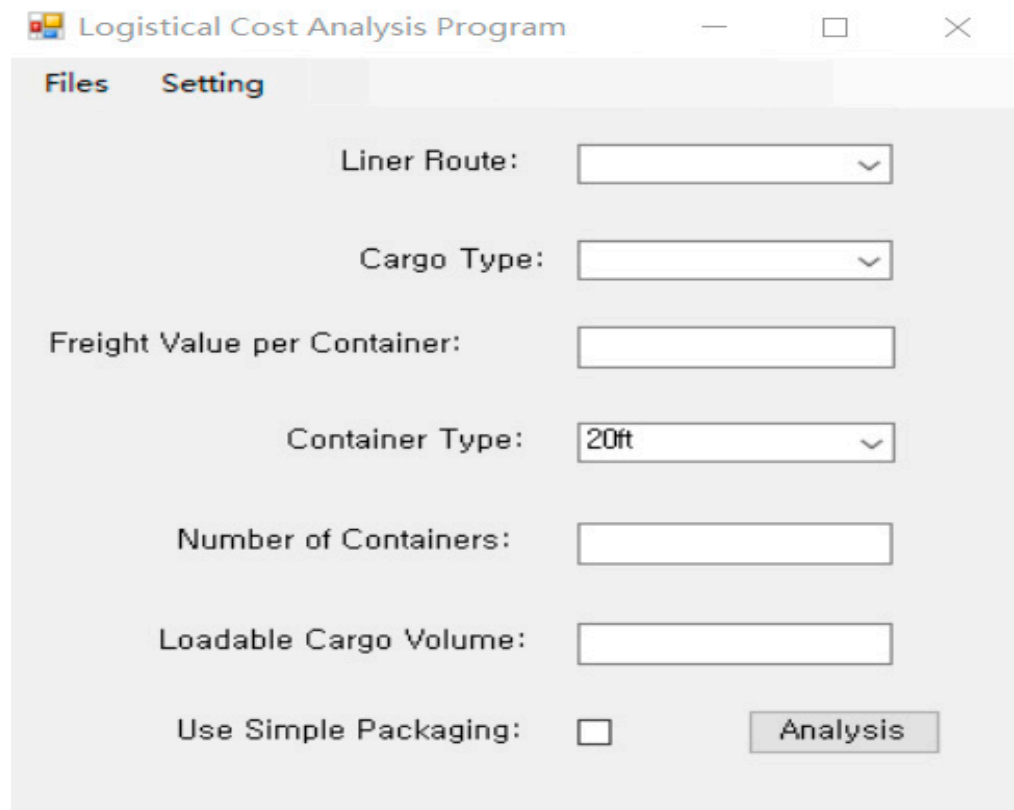 Logistical Cost Analysis Program
Files Setting
Liner Route:
Cargo Type:
Freight Value per Container:
Container Type: 20ft
Number of Containers:
Loadable Cargo Volume:
Use Simple Packaging: Analysis